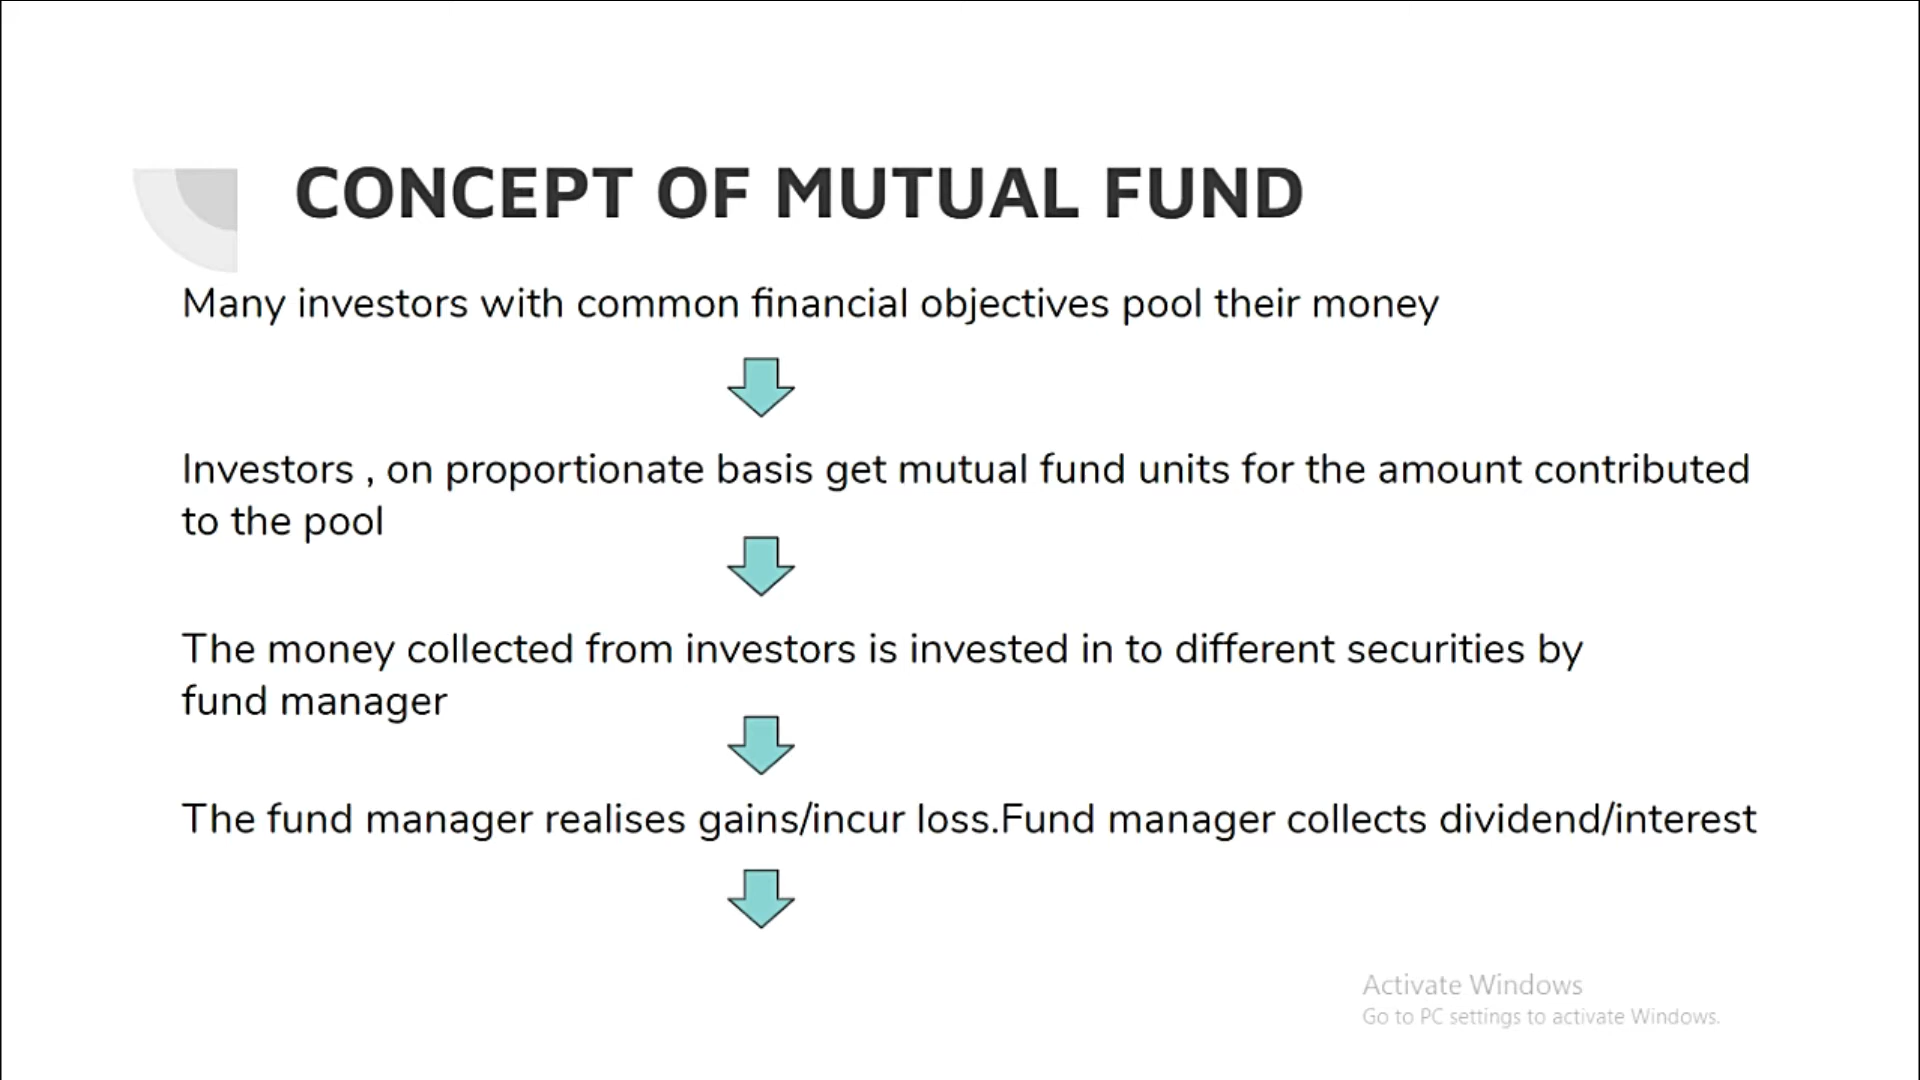 CONCEPT OF MUTUAL FUND
Many investors with common financial objectives pool their money
Investors , on proportionate basis get mutual fund units for the amount contributed
to the pool
The money collected from investors is invested in to different securities by
fund manager
The fund manager realises gains/incur loss.Fund manager collects dividend/interest
Activate Windows
Go to PC settings to activate Windows.